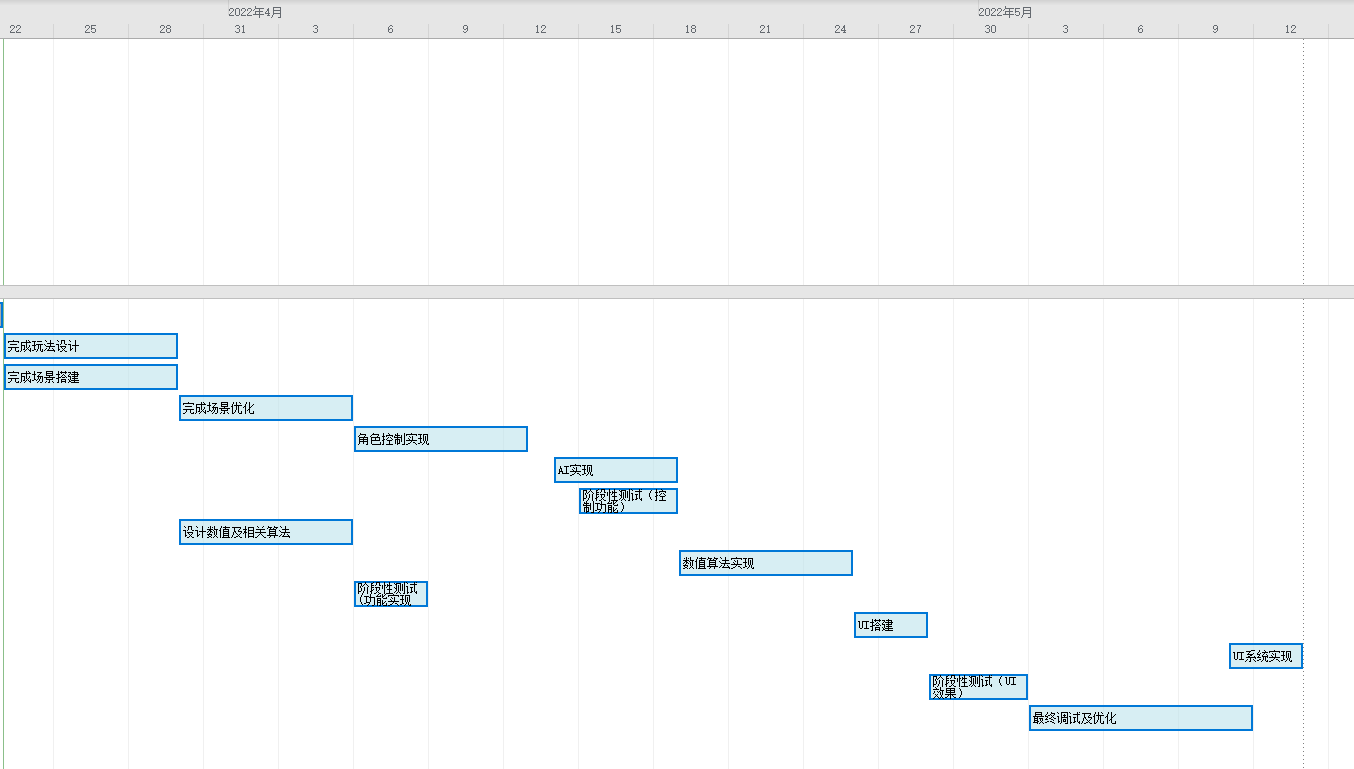 2022年4月 2022年5月
22 25 28 31 3 6 9 12 15 18 21 24 27 30 3 6 9 12
完成玩法设计
完成场景搭建
完成场景优化
角色控制实现
AI实现
阶段性测试（控
制功能）
设计数值及相关算法
数值算法实现
阶段性测试
（功能实现
UI搭建
UI系统实现
阶段性测试（UI
效果）
最终调试及优化